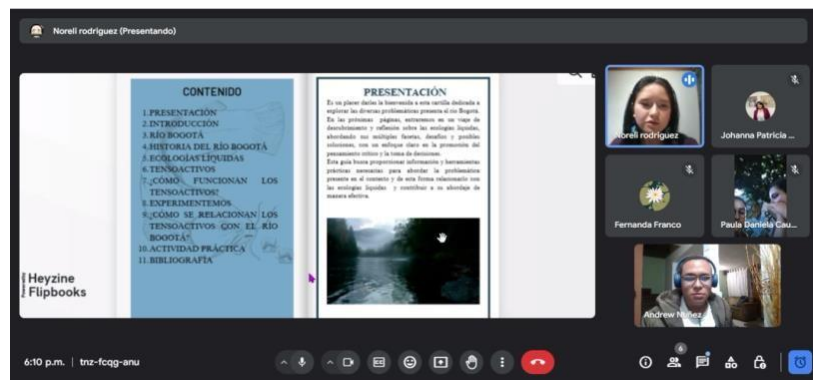 Noreli rodriguez (Presentando)
CONTENIDO
1.PRESENTACIÓN
2.INTRODUCCIÓN
3.RÍO BOGOTÁ
4.HISTORIA DEL RÍO BOGOTÁ
5.ECOLOGÍAS LÍQUIDAS
6.TENSOACTIVOS
7.¿CÓMO FUNCIONAN LOS
TENSOACTIVOS?
8.EXPERIMENTEMOS
9.¿CÓMO SE RELACIONAN LOS
TENSOACTIVOS CON EL RÍO
BOGOTÁ?
10.ACTIVIDAD PRÁCTICA
11.BIBLIOGRAFÍA
PRESENTACIÓN
Es un placer darles la bienvenida a esta cartilla dedicada a
explorar las diversas problemáticas presenta el río Bogotá.
En las próximas páginas, entraremos en un viaje de
descubrimiento y reflexión sobre las ecologías líquidas,
abordando sus múltiples facetas, desafíos y posibles
soluciones, con un enfoque claro en la promoción del
pensamiento crítico y la toma de decisiones.
Esta guía busca proporcionar información y herramientas
prácticas necesarias para abordar la problemática
presente en el contexto y de esta forma relacionarlo con
las ecologías líquidas y contribuir a su abordaje de
manera efectiva.
Heyzine
Flipbooks
Noreli rodriguez
Johanna Patricia ...
Fernanda Franco
Paula Daniela Cau...
Andrew Núñez
6
6:10 p.m. | tnz-fcqg-anu